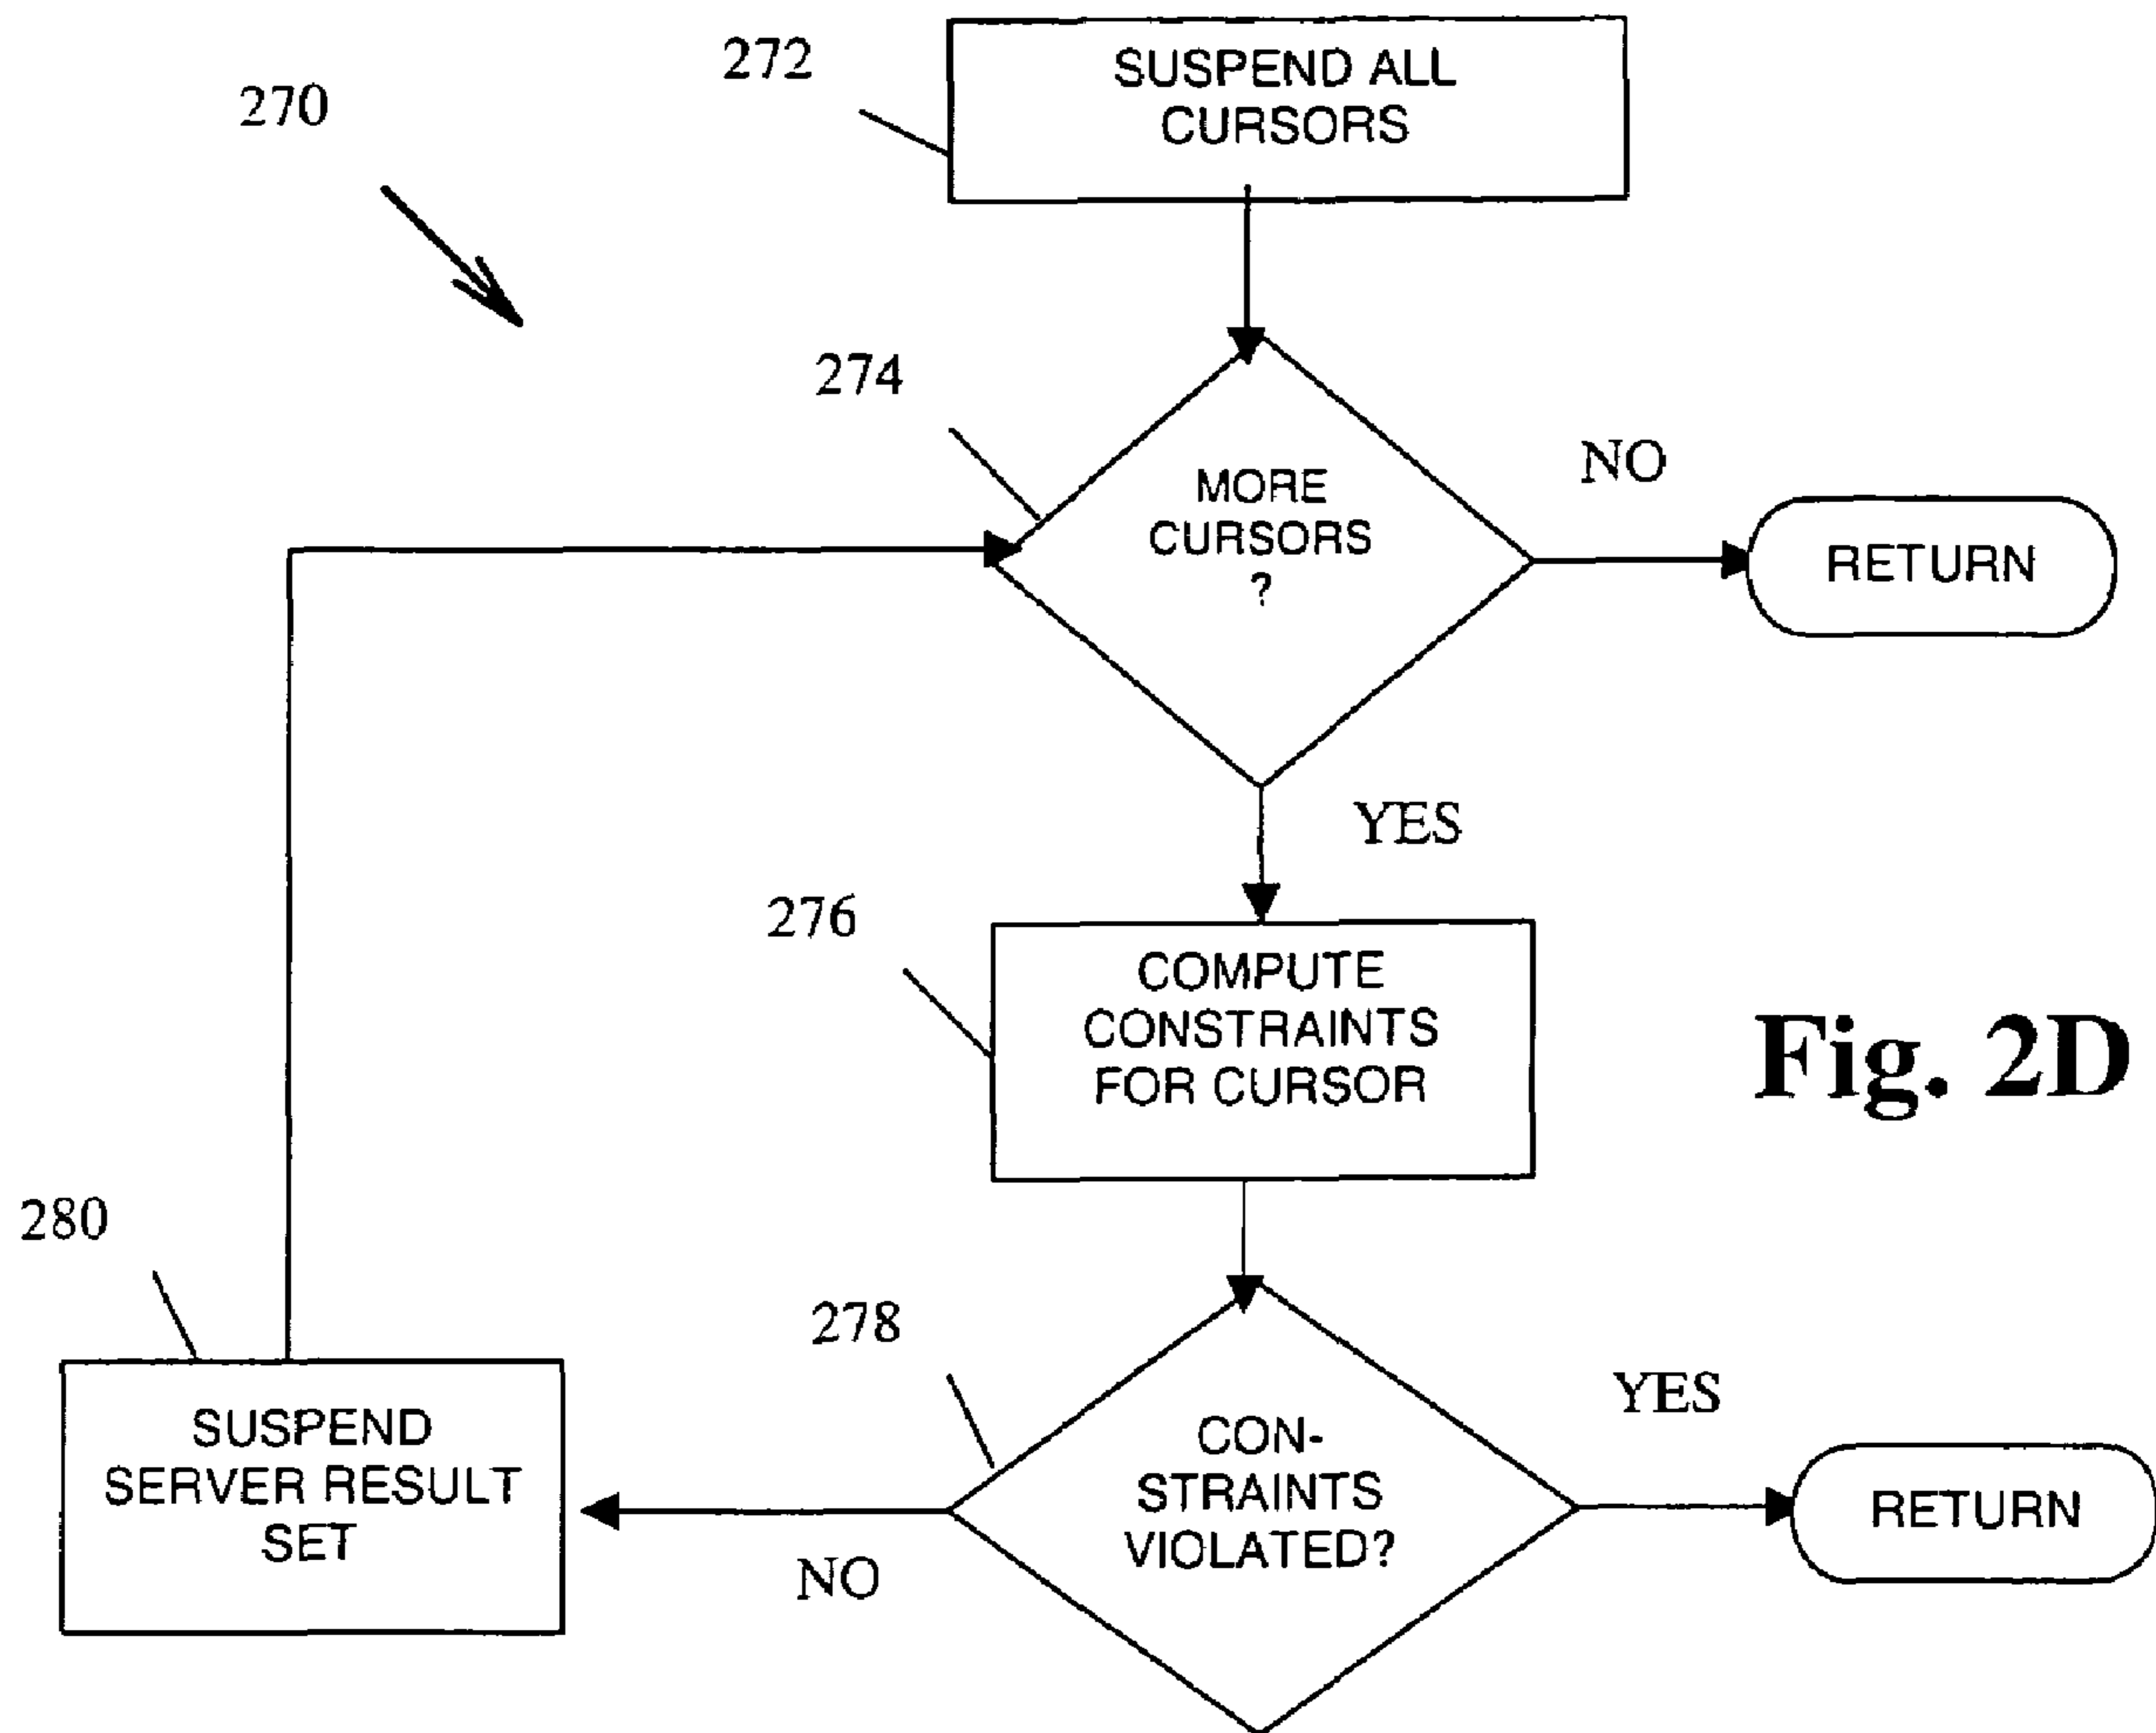 272
SUSPEND ALL
CURSORS
270
274
MORE
CURSORS
?
NO
RETURN
YES
276
COMPUTE
CONSTRAINTS
FOR CURSOR
Fig. 2D
280
SUSPEND
SERVER RESULT
SET
278
CON-
STRAINTS
VIOLATED?
YES
RETURN
NO